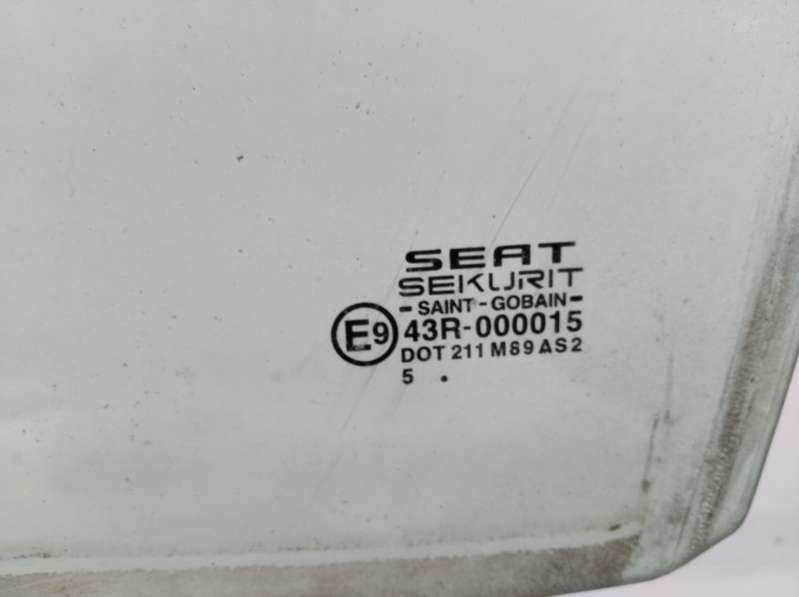 SEAT
SEKURIT
- SAINT-GOBAIN -
E9 43R-000015
DOT 211 M89 AS2
5 .